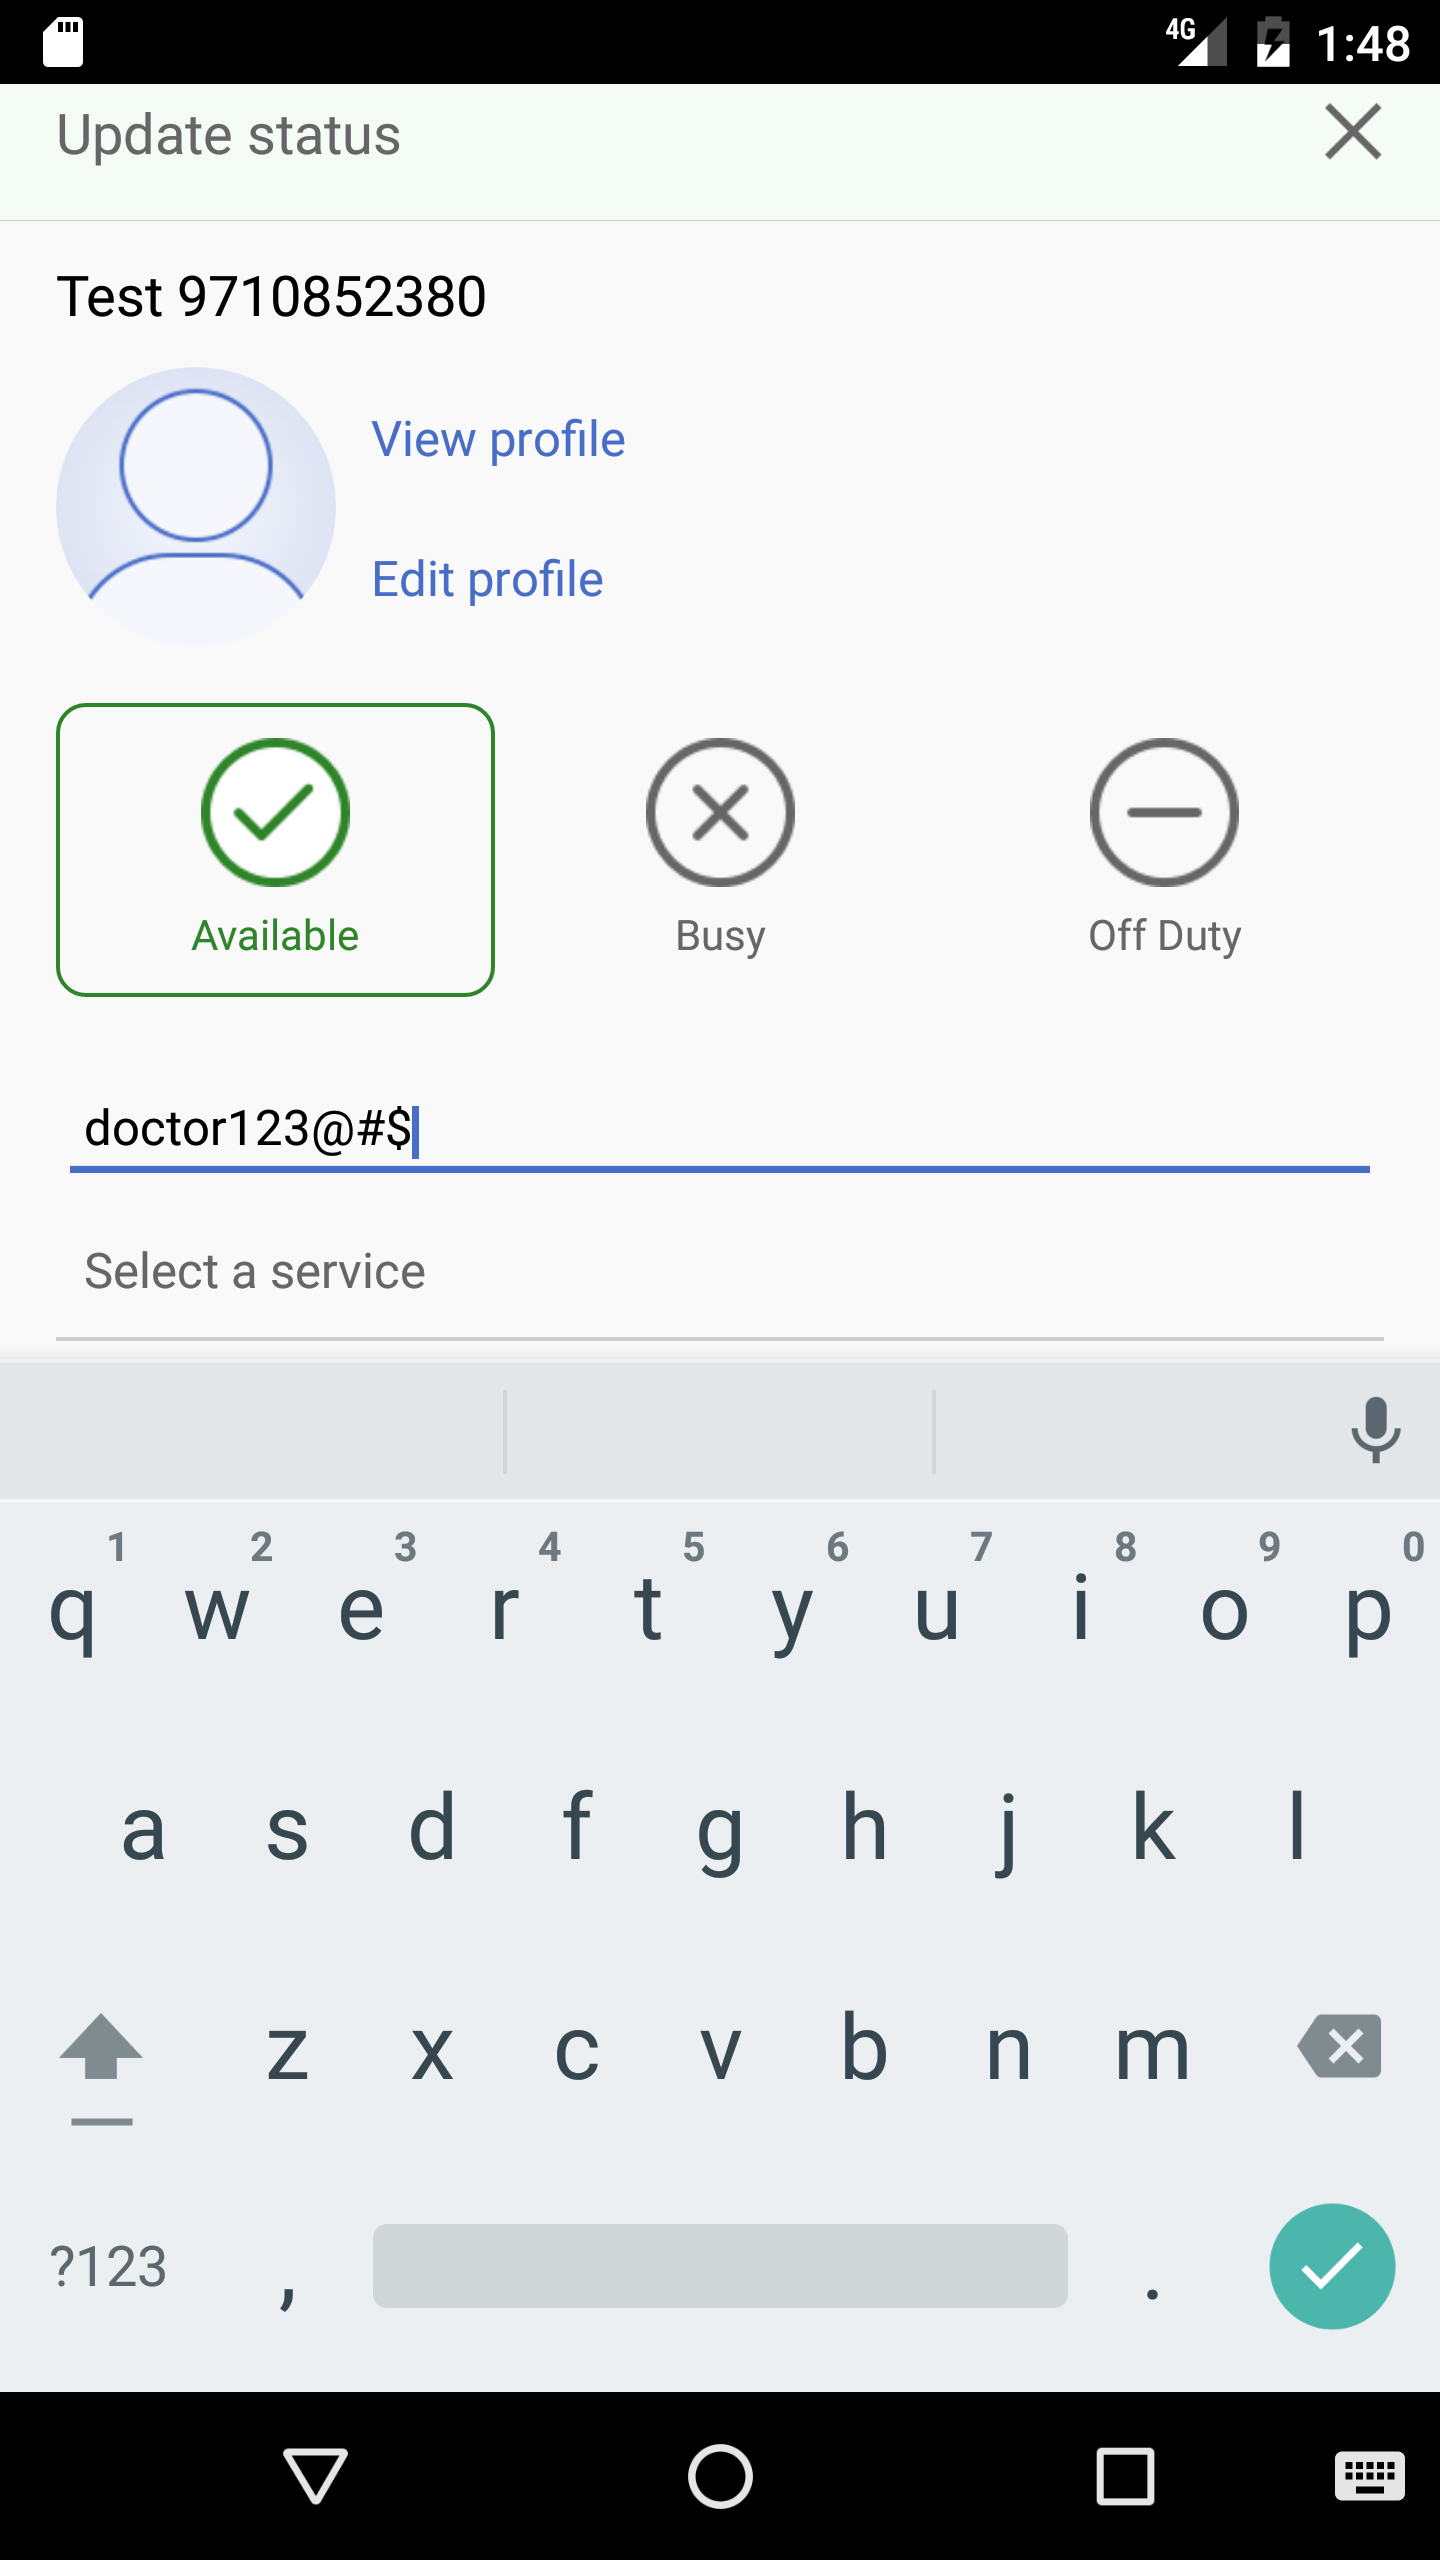 4G 1:48
Update status
Test 9710852380
View profile
Edit profile
Available Busy Off Duty
doctor123@#$
Select a service
1 2 3 4 5 6 7 8 9 0
q w e r t y u i o p
a s d f g h j k l
z x c v b n m
?123 , .